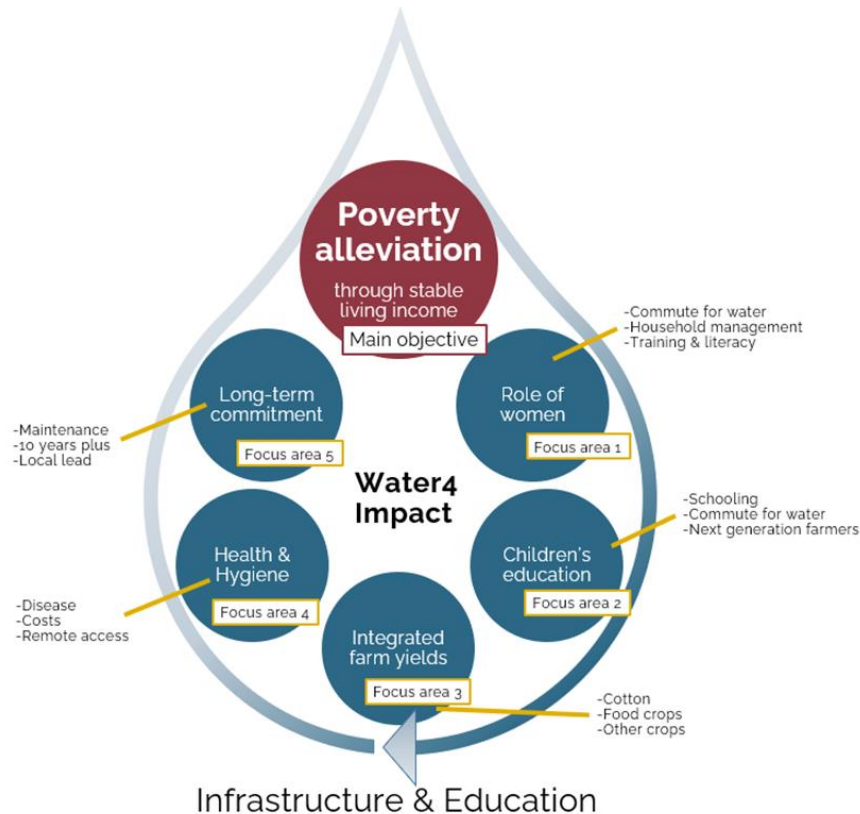 Poverty
alleviation
through stable
living income
Main objective
-Commute for water
-Household management
-Training & literacy
Role of
women
Focus area 1
-Schooling
-Commute for water
-Next generation farmers
Children's
education
Focus area 2
Integrated
farm yields
Focus area 3
-Cotton
-Food crops
-Other crops
Health &
Hygiene
Focus area 4
-Disease
-Costs
-Remote access
Long-term
commitment
Focus area 5
-Maintenance
-10 years plus
-Local lead
Water4
Impact
Infrastructure & Education